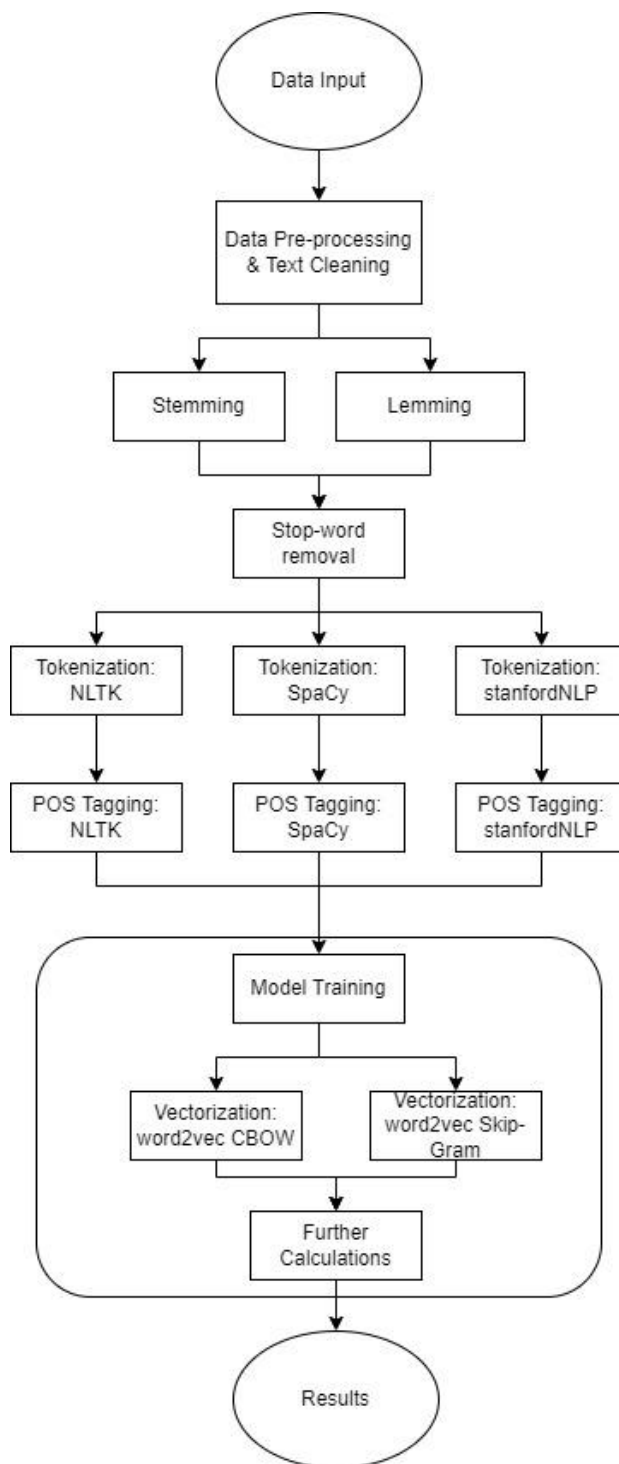 Data Input
Data Pre-processing
& Text Cleaning
Stemming
Lemming
Stop-word
removal
Tokenization:
NLTK
Tokenization:
SpaCy
Tokenization:
stanfordNLP
POS Tagging:
NLTK
POS Tagging:
SpaCy
POS Tagging:
stanfordNLP
Model Training
Vectorization:
word2vec CBOW
Vectorization:
word2vec Skip-
Gram
Further
Calculations
Results